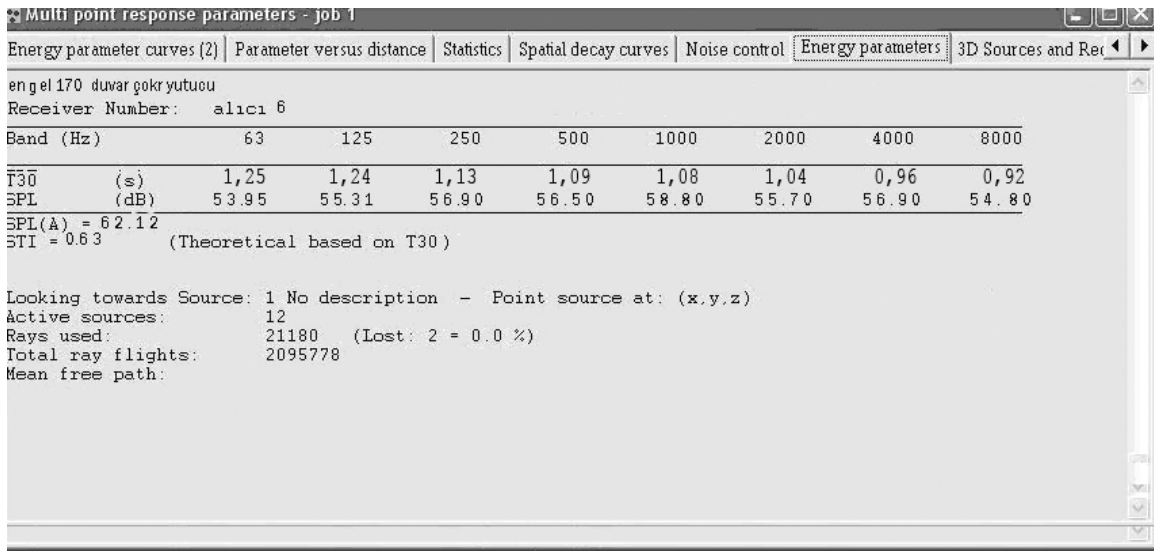 Multi point response parameters - job 1
Energy parameter curves (2) Parameter versus distance Statistics Spatial decay curves Noise control Energy parameters 3D Sources and Rec
engel 170 duvar çokr yutucu
Receiver Number: alıcı 6
Band (Hz) 63 125 250 500 1000 2000 4000 8000
T30 (s) 1,25 1,24 1,13 1,09 1,08 1,04 0,96 0,92
SPL (dB) 53.95 55.31 56.90 56.50 58.80 55.70 56.90 54.80
SPL(A) = 62.12
STI = 0.63 (Theoretical based on T30)
Looking towards Source: 1 No description - Point source at: (x,y,z)
Active sources: 12
Rays used: 21180 (Lost: 2 = 0.0 %)
Total ray flights: 2095778
Mean free path: